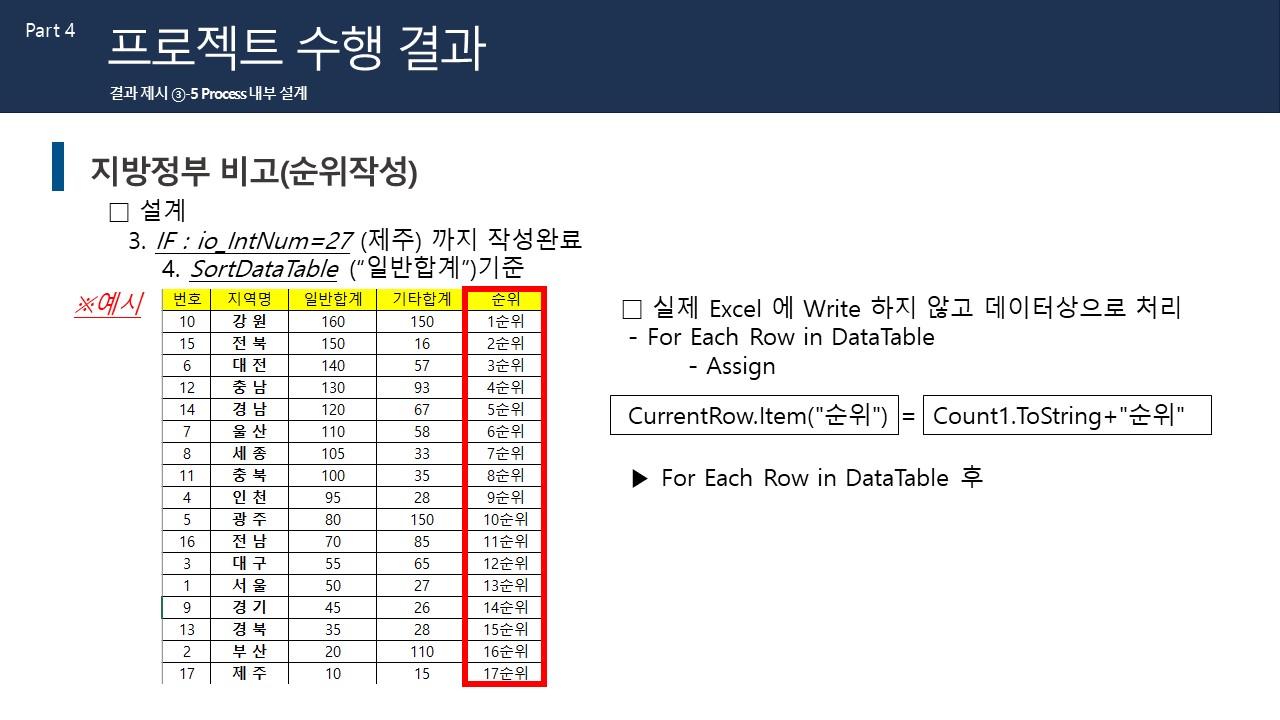 Part 4
프로젝트 수행 결과
결과 제시 ③-5 Process 내부 설계
지방정부 비고(순위작성)
□ 설계
3. IF : io_IntNum=27 (제주) 까지 작성완료
4. SortDataTable (“일반합계”)기준
※예시
번호 지역명 일반합계 기타합계 순위
10 강 원 160 150 1순위
15 전 북 150 16 2순위
6 대 전 140 57 3순위
12 충 남 130 93 4순위
14 경 남 120 67 5순위
7 울 산 110 58 6순위
8 세 종 105 33 7순위
11 충 북 100 35 8순위
4 인 천 95 28 9순위
5 광 주 80 150 10순위
16 전 남 70 85 11순위
3 대 구 55 65 12순위
1 서 울 50 27 13순위
9 경 기 45 26 14순위
13 경 북 35 28 15순위
2 부 산 20 110 16순위
17 제 주 10 15 17순위
□ 실제 Excel 에 Write 하지 않고 데이터상으로 처리
- For Each Row in DataTable
- Assign
CurrentRow.Item("순위") = Count1.ToString+"순위"
▶ For Each Row in DataTable 후